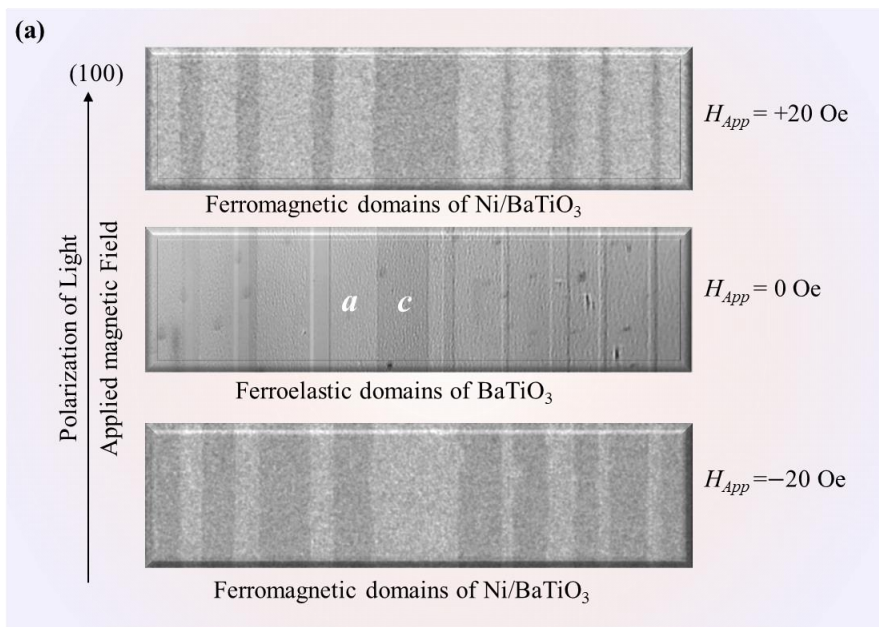 (a)
(100)
H_App = +20 Oe
Ferromagnetic domains of Ni/BaTiO₃
Polarization of Light
Applied magnetic Field
a
c
H_App = 0 Oe
Ferroelastic domains of BaTiO₃
H_App =−20 Oe
Ferromagnetic domains of Ni/BaTiO₃